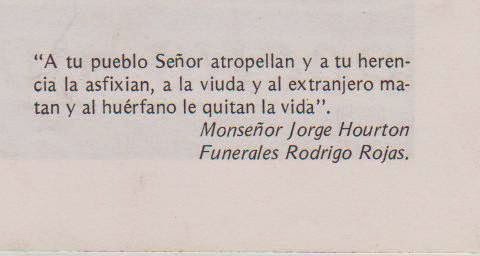 “A tu pueblo Señor atropellan y a tu heren-
cia la asfixian, a la viuda y al extranjero ma-
tan y al huérfano le quitan la vida”.
Monseñor Jorge Hourton
Funerales Rodrigo Rojas.